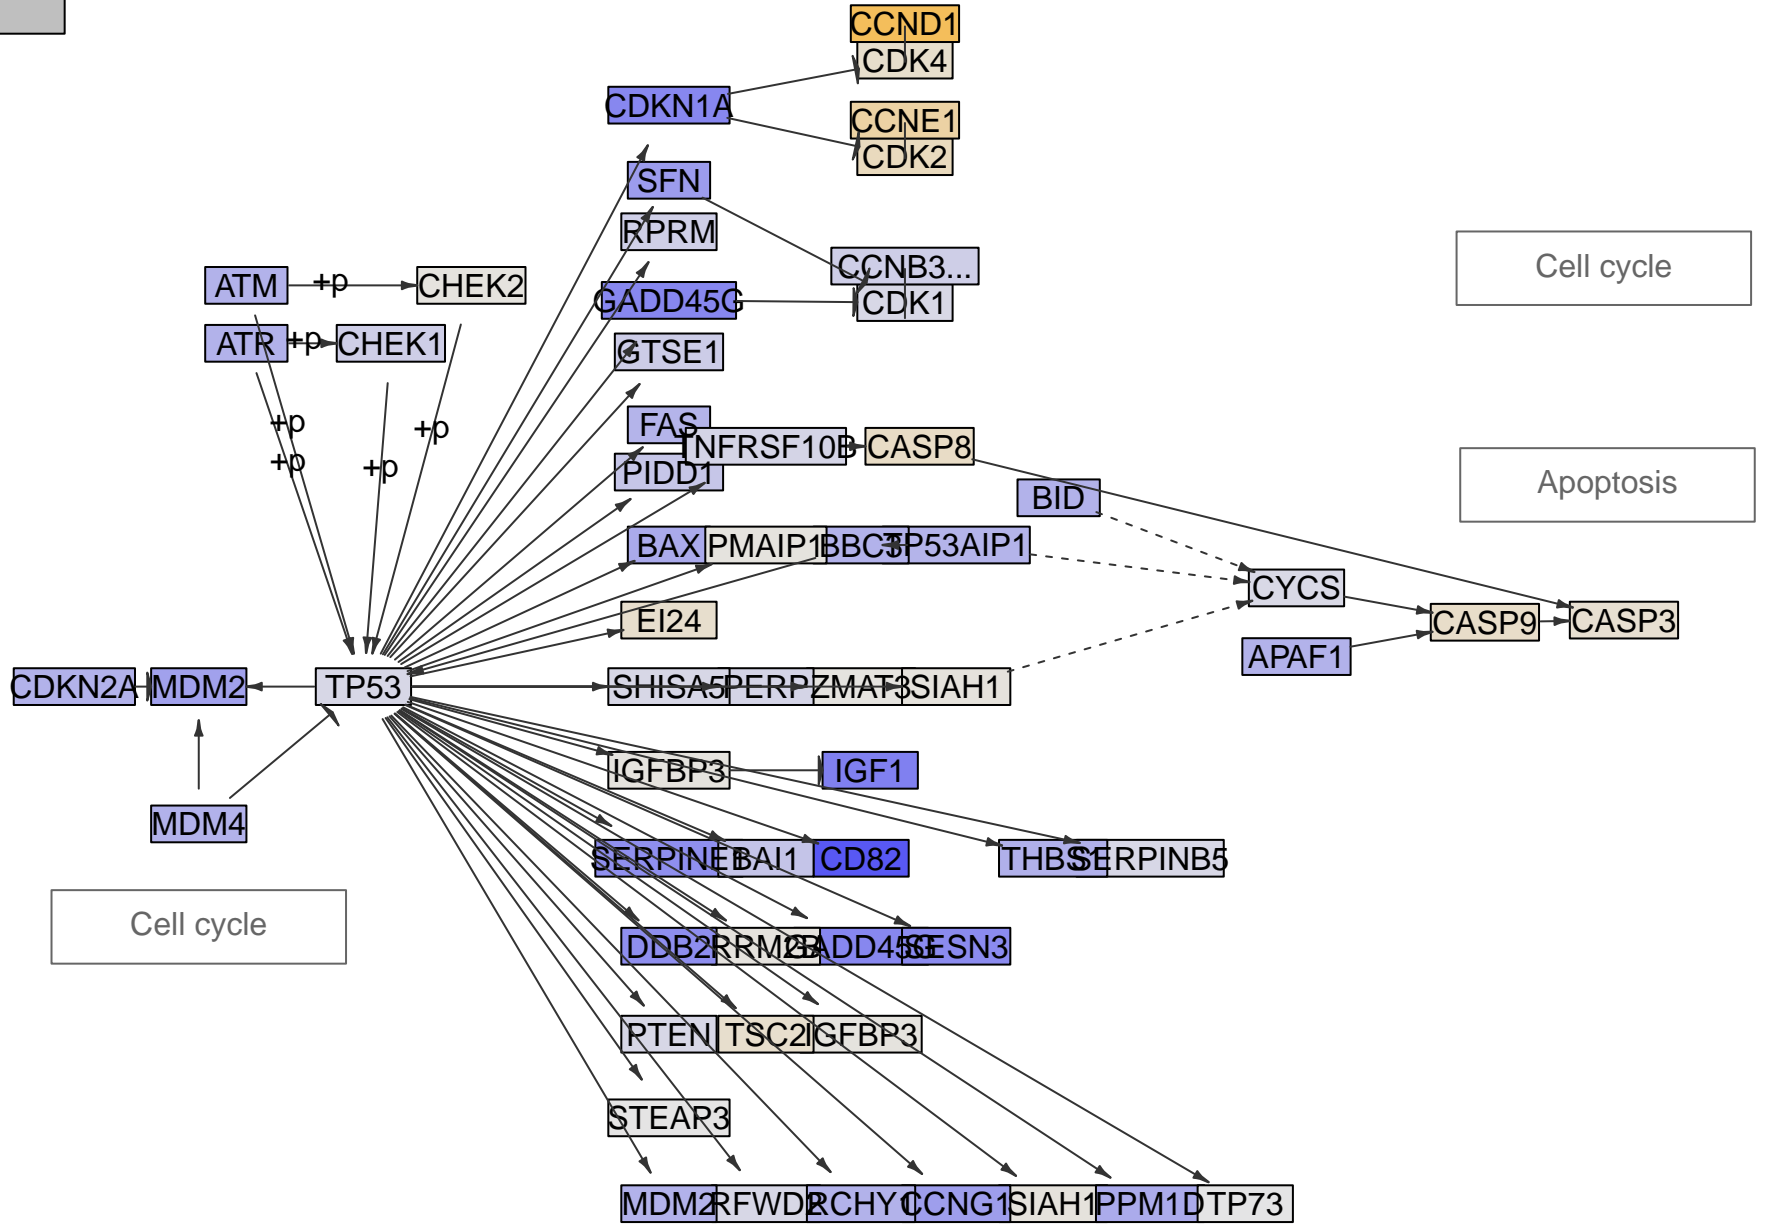 CCND1
CDK4
CDKN1A
CCNE1
CDK2
SFN
RPRM
Cell cycle
CCNB3...
ATM +p CHEK2
GADD45G CDK1
ATR +p CHEK1
GTSE1
+p FAS
+p TNFRSF10B CASP8
+p +p PIDD1
Apoptosis
BID
BAX PMAIP1 BBC3 TP53AIP1
CYCS
EI24 CASP9 CASP3
APAF1
CDKN2A MDM2 TP53 SHISA5 PERP ZMAT3 SIAH1
IGFBP3 IGF1
MDM4
SERPINE1 BAI1 CD82 THBS1 SERPINB5
Cell cycle
DDB2 RRM2B GADD45G SESN3
PTEN TSC2 IGFBP3
STEAP3
MDM2 RFWD2 RCHY1 CCNG1 SIAH1 PPM1D TP73